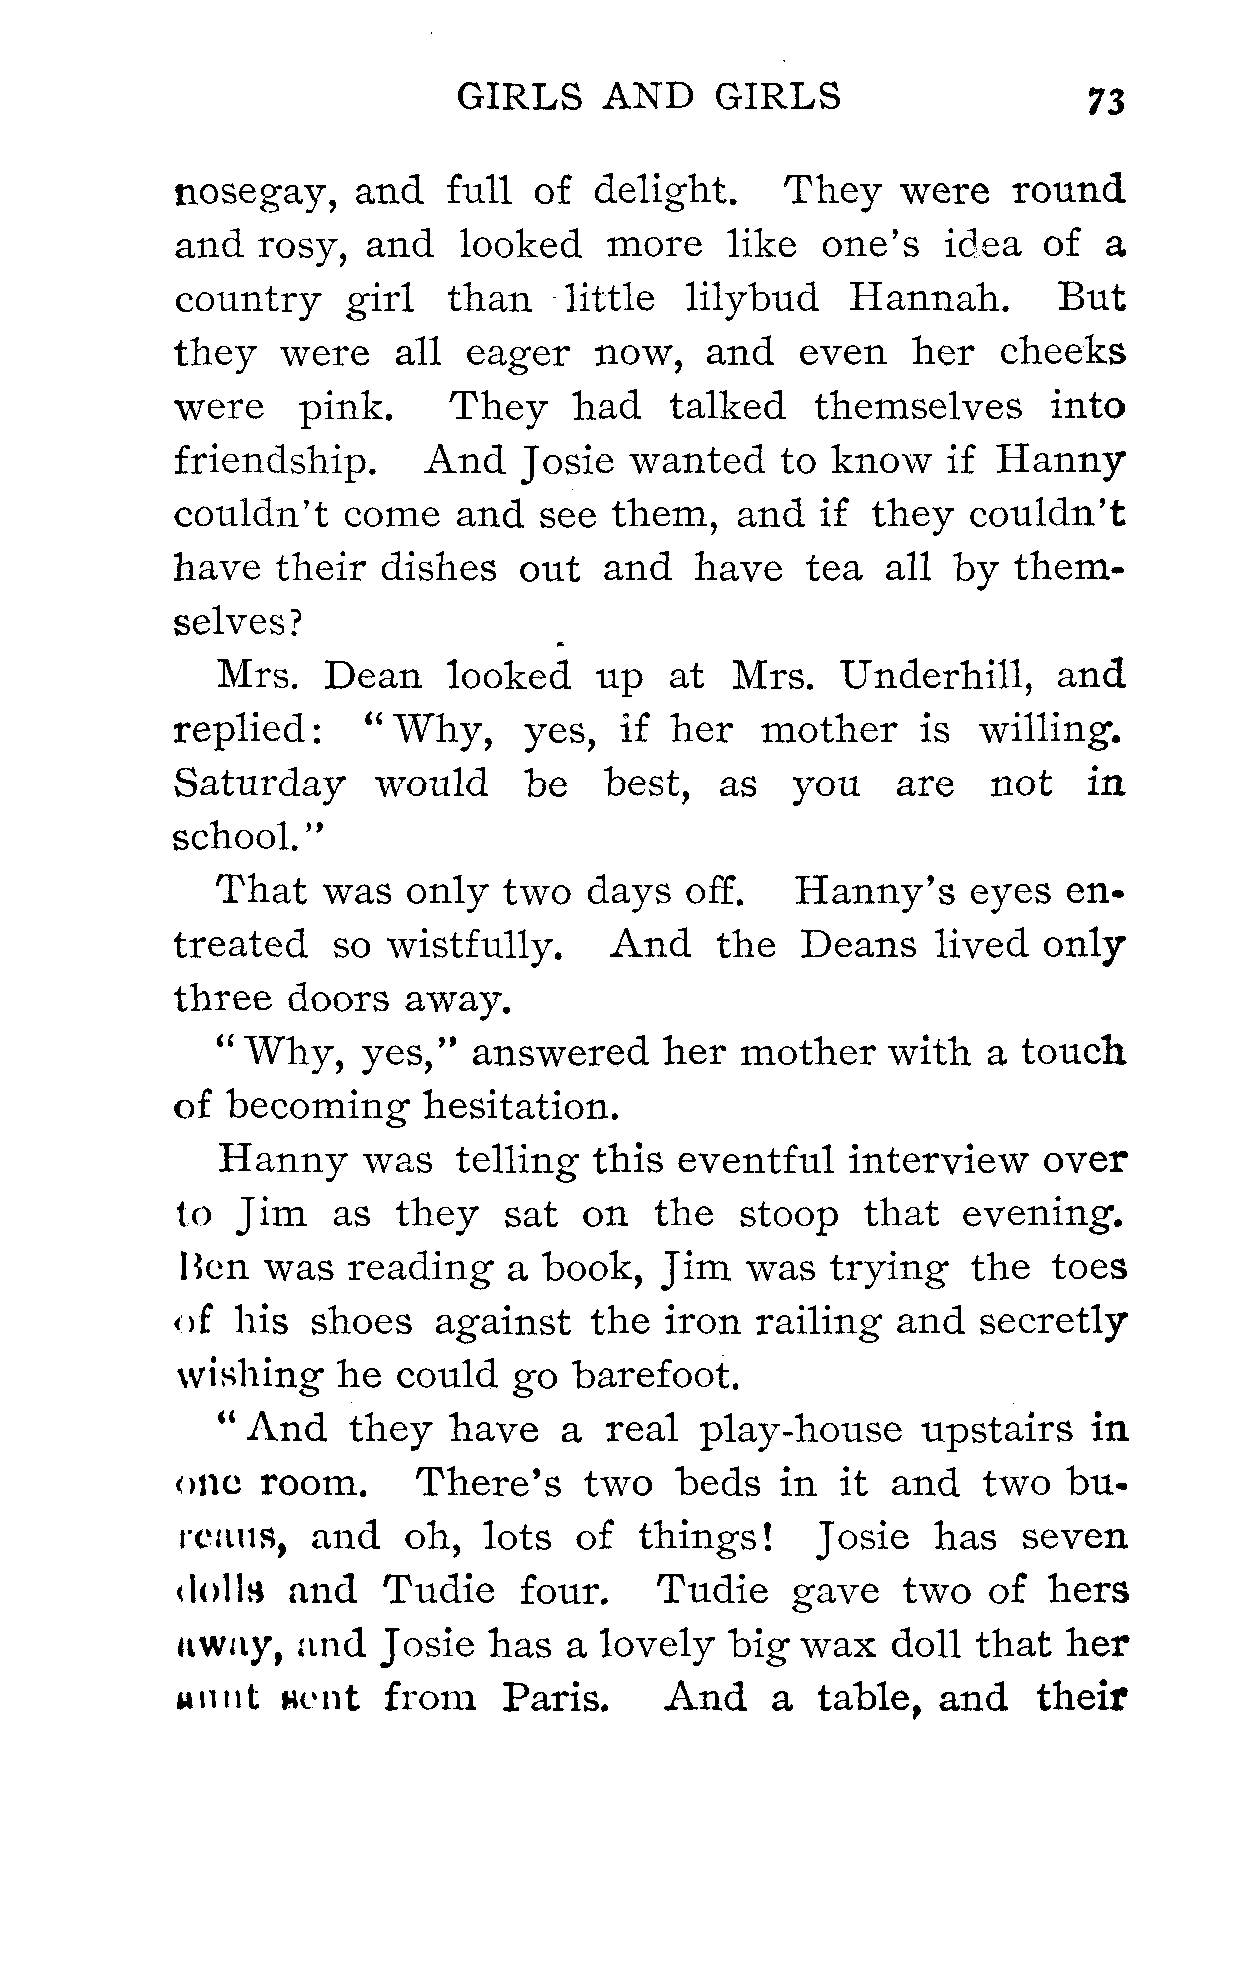 GIRLS AND GIRLS 73
nosegay, and full of delight. They were round
and rosy, and looked more like one's idea of a
country girl than little lilybud Hannah. But
they were all eager now, and even her cheeks
were pink. They had talked themselves into
friendship. And Josie wanted to know if Hanny
couldn't come and see them, and if they couldn't
have their dishes out and have tea all by them-
selves?
Mrs. Dean looked up at Mrs. Underhill, and
replied: "Why, yes, if her mother is willing.
Saturday would be best, as you are not in
school."
That was only two days off. Hanny's eyes en-
treated so wistfully. And the Deans lived only
three doors away.
"Why, yes," answered her mother with a touch
of becoming hesitation.
Hanny was telling this eventful interview over
to Jim as they sat on the stoop that evening.
Ben was reading a book, Jim was trying the toes
of his shoes against the iron railing and secretly
wishing he could go barefoot.
"And they have a real play-house upstairs in
one room. There's two beds in it and two bu-
reaus, and oh, lots of things! Josie has seven
dolls and Tudie four. Tudie gave two of hers
away, and Josie has a lovely big wax doll that her
aunt sent from Paris. And a table, and their